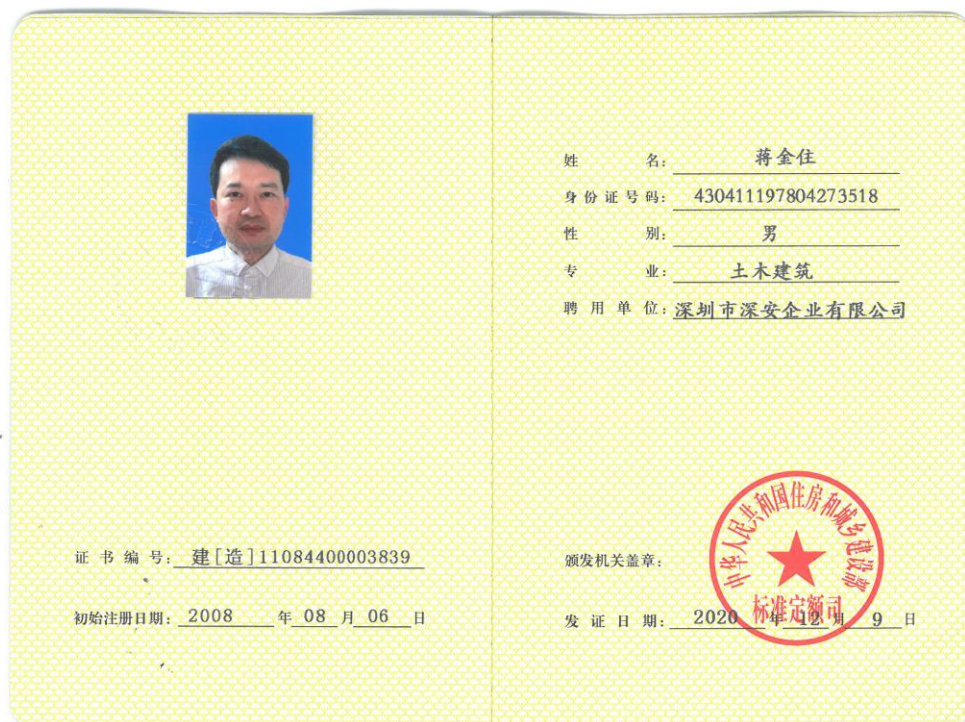 证书编号: 建[造]11084400003839
初始注册日期: 2008 年 08 月 06 日
姓名: 蒋金住
身份证号码: 430411197804273518
性别: 男
专业: 土木建筑
聘用单位: 深圳市深安企业有限公司
颁发机关盖章:
中华人民共和国住房和城乡建设部
标准定额司
发证日期: 2020 年 12 月 9 日